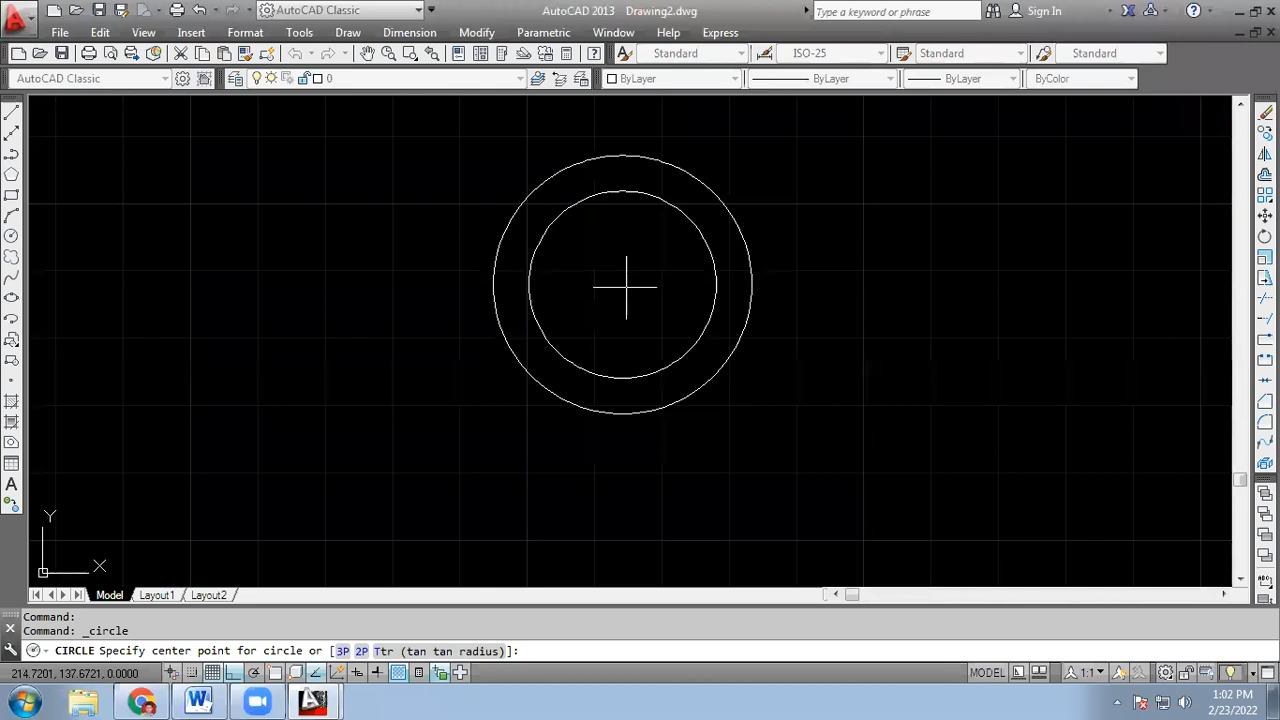 AutoCAD Classic
AutoCAD 2013 Drawing2.dwg
Type a keyword or phrase
Sign In
File Edit View Insert Format Tools Draw Dimension Modify Parametric Window Help Express
Standard ISO-25 Standard Standard
AutoCAD Classic 0 ByLayer ByLayer ByLayer ByColor
Y
X
Model Layout1 Layout2
Command:
Command: _circle
CIRCLE Specify center point for circle or [3P 2P Ttr (tan tan radius)]:
214.7201, 137.6721, 0.0000 MODEL 1:1
1:02 PM
2/23/2022